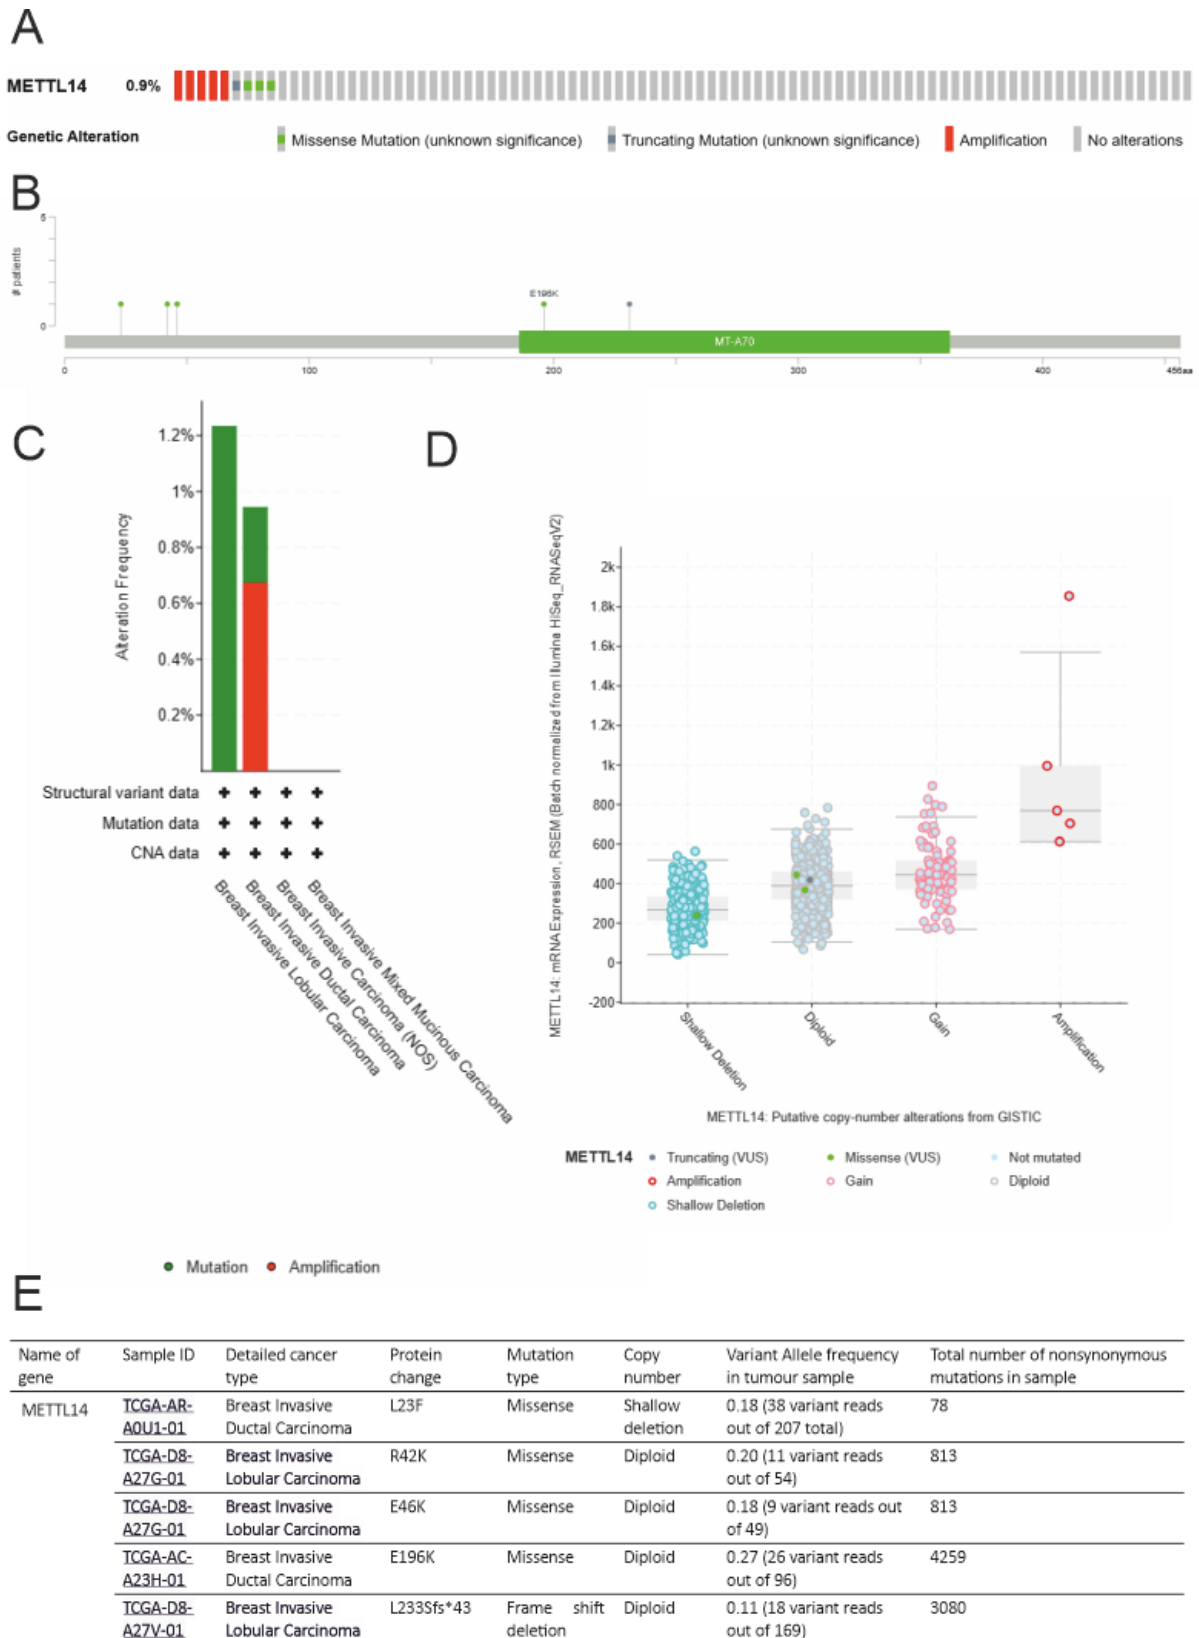 A
METTL14 0.9%
Genetic Alteration Missense Mutation (unknown significance) Truncating Mutation (unknown significance) Amplification No alterations
B
# patients
5
0
E196K
MT-A70
0 100 200 300 400 456aa
C
Alteration Frequency
1.2%
1%
0.8%
0.6%
0.4%
0.2%
Structural variant data
Mutation data
CNA data
Breast Invasive Lobular Carcinoma
Breast Invasive Ductal Carcinoma
Breast Invasive Carcinoma (NOS)
Breast Invasive Mixed Mucinous Carcinoma
Mutation Amplification
D
METTL14: mRNA Expression, RSEM (Batch normalized from Illumina HiSeq_RNASeqV2)
2k
1.8k
1.6k
1.4k
1.2k
1k
800
600
400
200
0
-200
Shallow Deletion
Diploid
Gain
Amplification
METTL14: Putative copy-number alterations from GISTIC
METTL14 Truncating (VUS) Missense (VUS) Not mutated
Amplification Gain Diploid
Shallow Deletion
E
Name of gene Sample ID Detailed cancer type Protein change Mutation type Copy number Variant Allele frequency in tumour sample Total number of nonsynonymous mutations in sample
METTL14 TCGA-AR-A0U1-01 Breast Invasive Ductal Carcinoma L23F Missense Shallow deletion 0.18 (38 variant reads out of 207 total) 78
TCGA-D8-A27G-01 Breast Invasive Lobular Carcinoma R42K Missense Diploid 0.20 (11 variant reads out of 54) 813
TCGA-D8-A27G-01 Breast Invasive Lobular Carcinoma E46K Missense Diploid 0.18 (9 variant reads out of 49) 813
TCGA-AC-A23H-01 Breast Invasive Ductal Carcinoma E196K Missense Diploid 0.27 (26 variant reads out of 96) 4259
TCGA-D8-A27V-01 Breast Invasive Lobular Carcinoma L233Sfs*43 Frame shift deletion Diploid 0.11 (18 variant reads out of 169) 3080